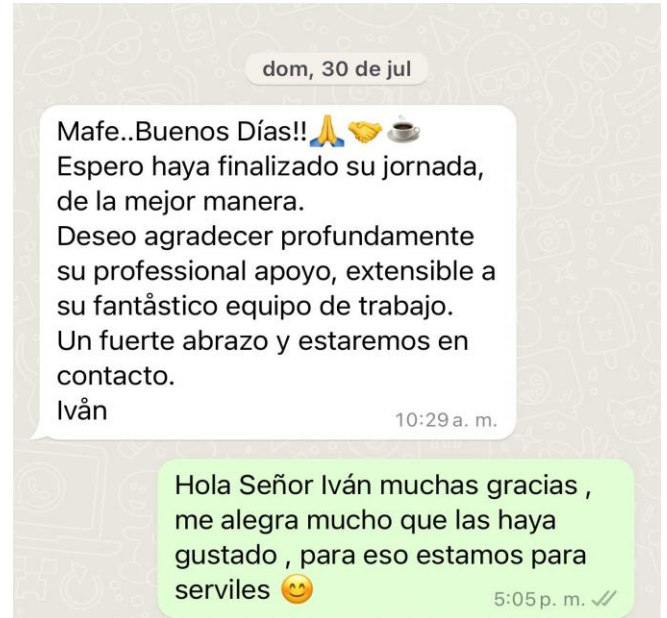 dom, 30 de jul
Mafe..Buenos Días!!🙏🤝☕
Espero haya finalizado su jornada,
de la mejor manera.
Deseo agradecer profundamente
su professional apoyo, extensible a
su fantåstico equipo de trabajo.
Un fuerte abrazo y estaremos en
contacto.
Ivån
10:29 a. m.
Hola Señor Iván muchas gracias ,
me alegra mucho que las haya
gustado , para eso estamos para
serviles 😊
5:05 p. m.